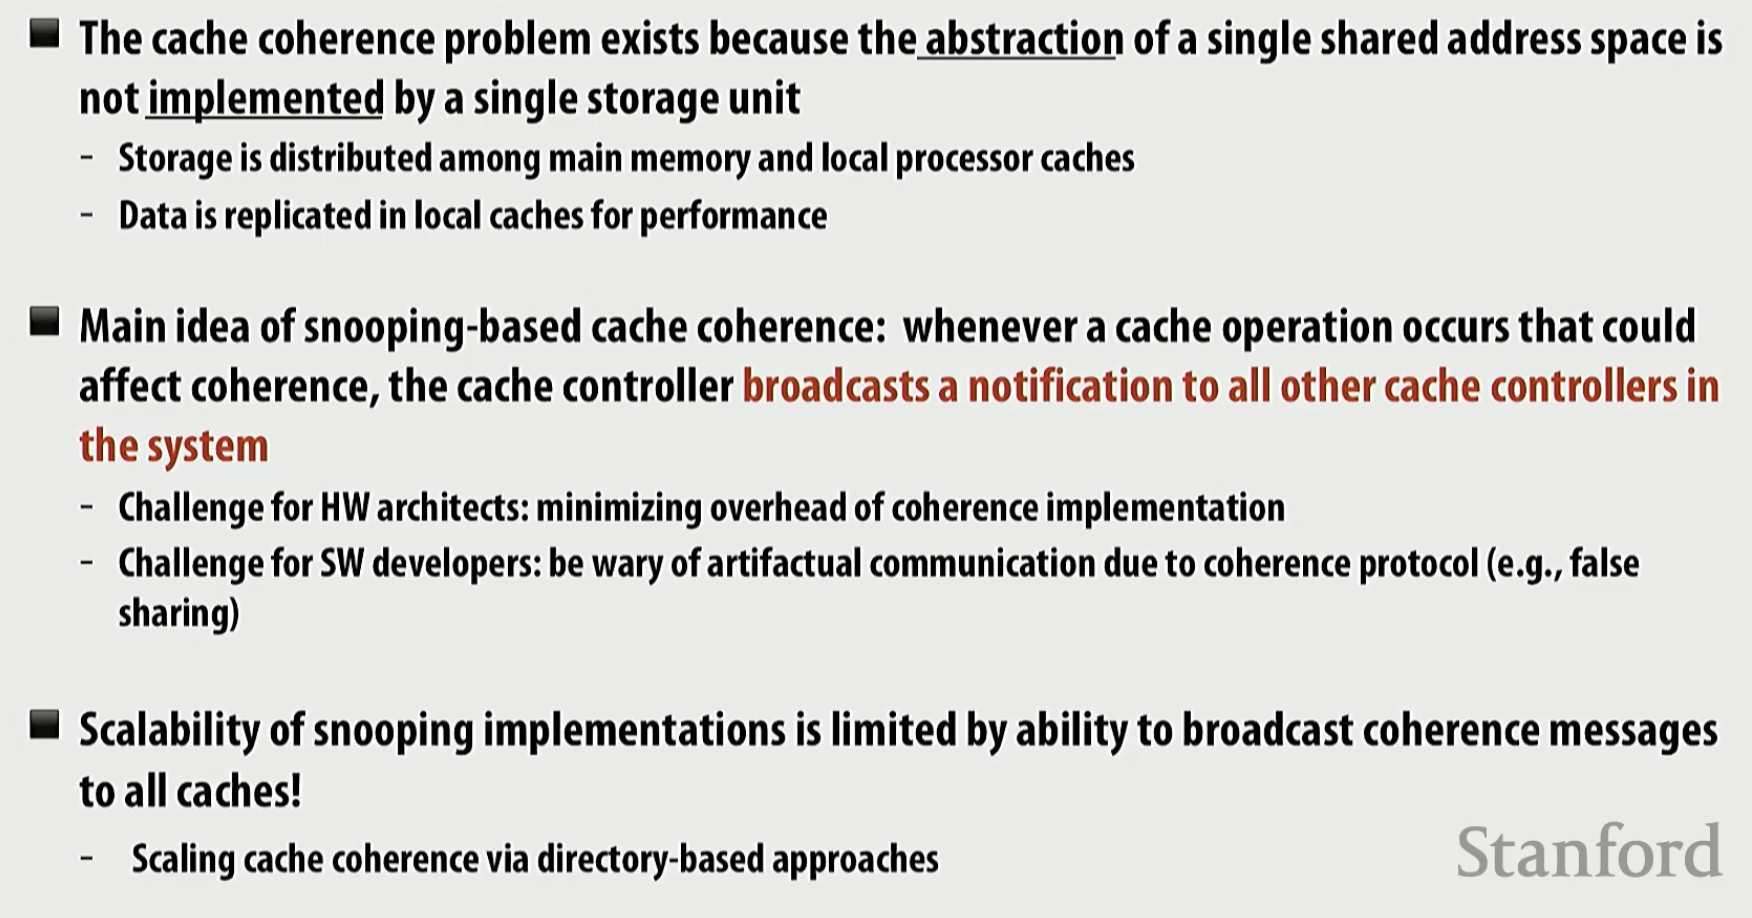 The cache coherence problem exists because the abstraction of a single shared address space is
not implemented by a single storage unit
- Storage is distributed among main memory and local processor caches
- Data is replicated in local caches for performance
Main idea of snooping-based cache coherence: whenever a cache operation occurs that could
affect coherence, the cache controller broadcasts a notification to all other cache controllers in
the system
- Challenge for HW architects: minimizing overhead of coherence implementation
- Challenge for SW developers: be wary of artifactual communication due to coherence protocol (e.g., false
sharing)
Scalability of snooping implementations is limited by ability to broadcast coherence messages
to all caches!
- Scaling cache coherence via directory-based approaches
Stanford